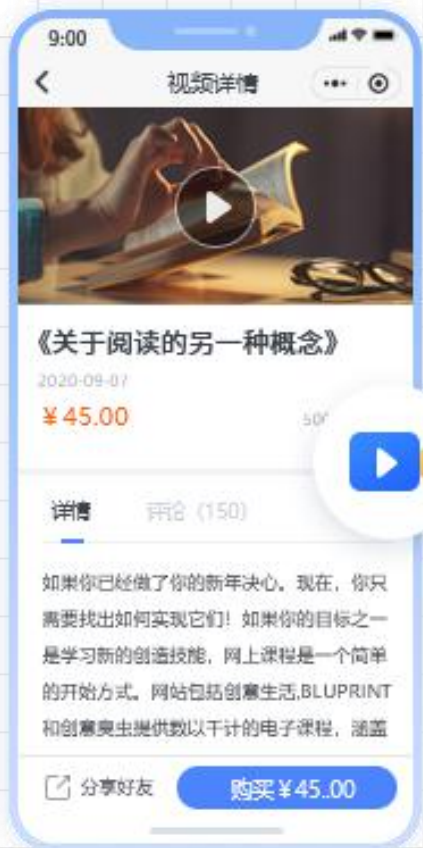 9:00
视频详情
《关于阅读的另一种概念》
2020-09-07
¥45.00
详情
评论（150）
如果你已经做了你的新年决心。现在，你只
需要找出如何实现它们！如果你的目标之一
是学习新的创造技能，网上课程是一个简单
的开始方式。网站包括创意生活,BLUPRINT
和创意臭虫提供数以千计的电子课程，涵盖
分享好友
购买¥45.00